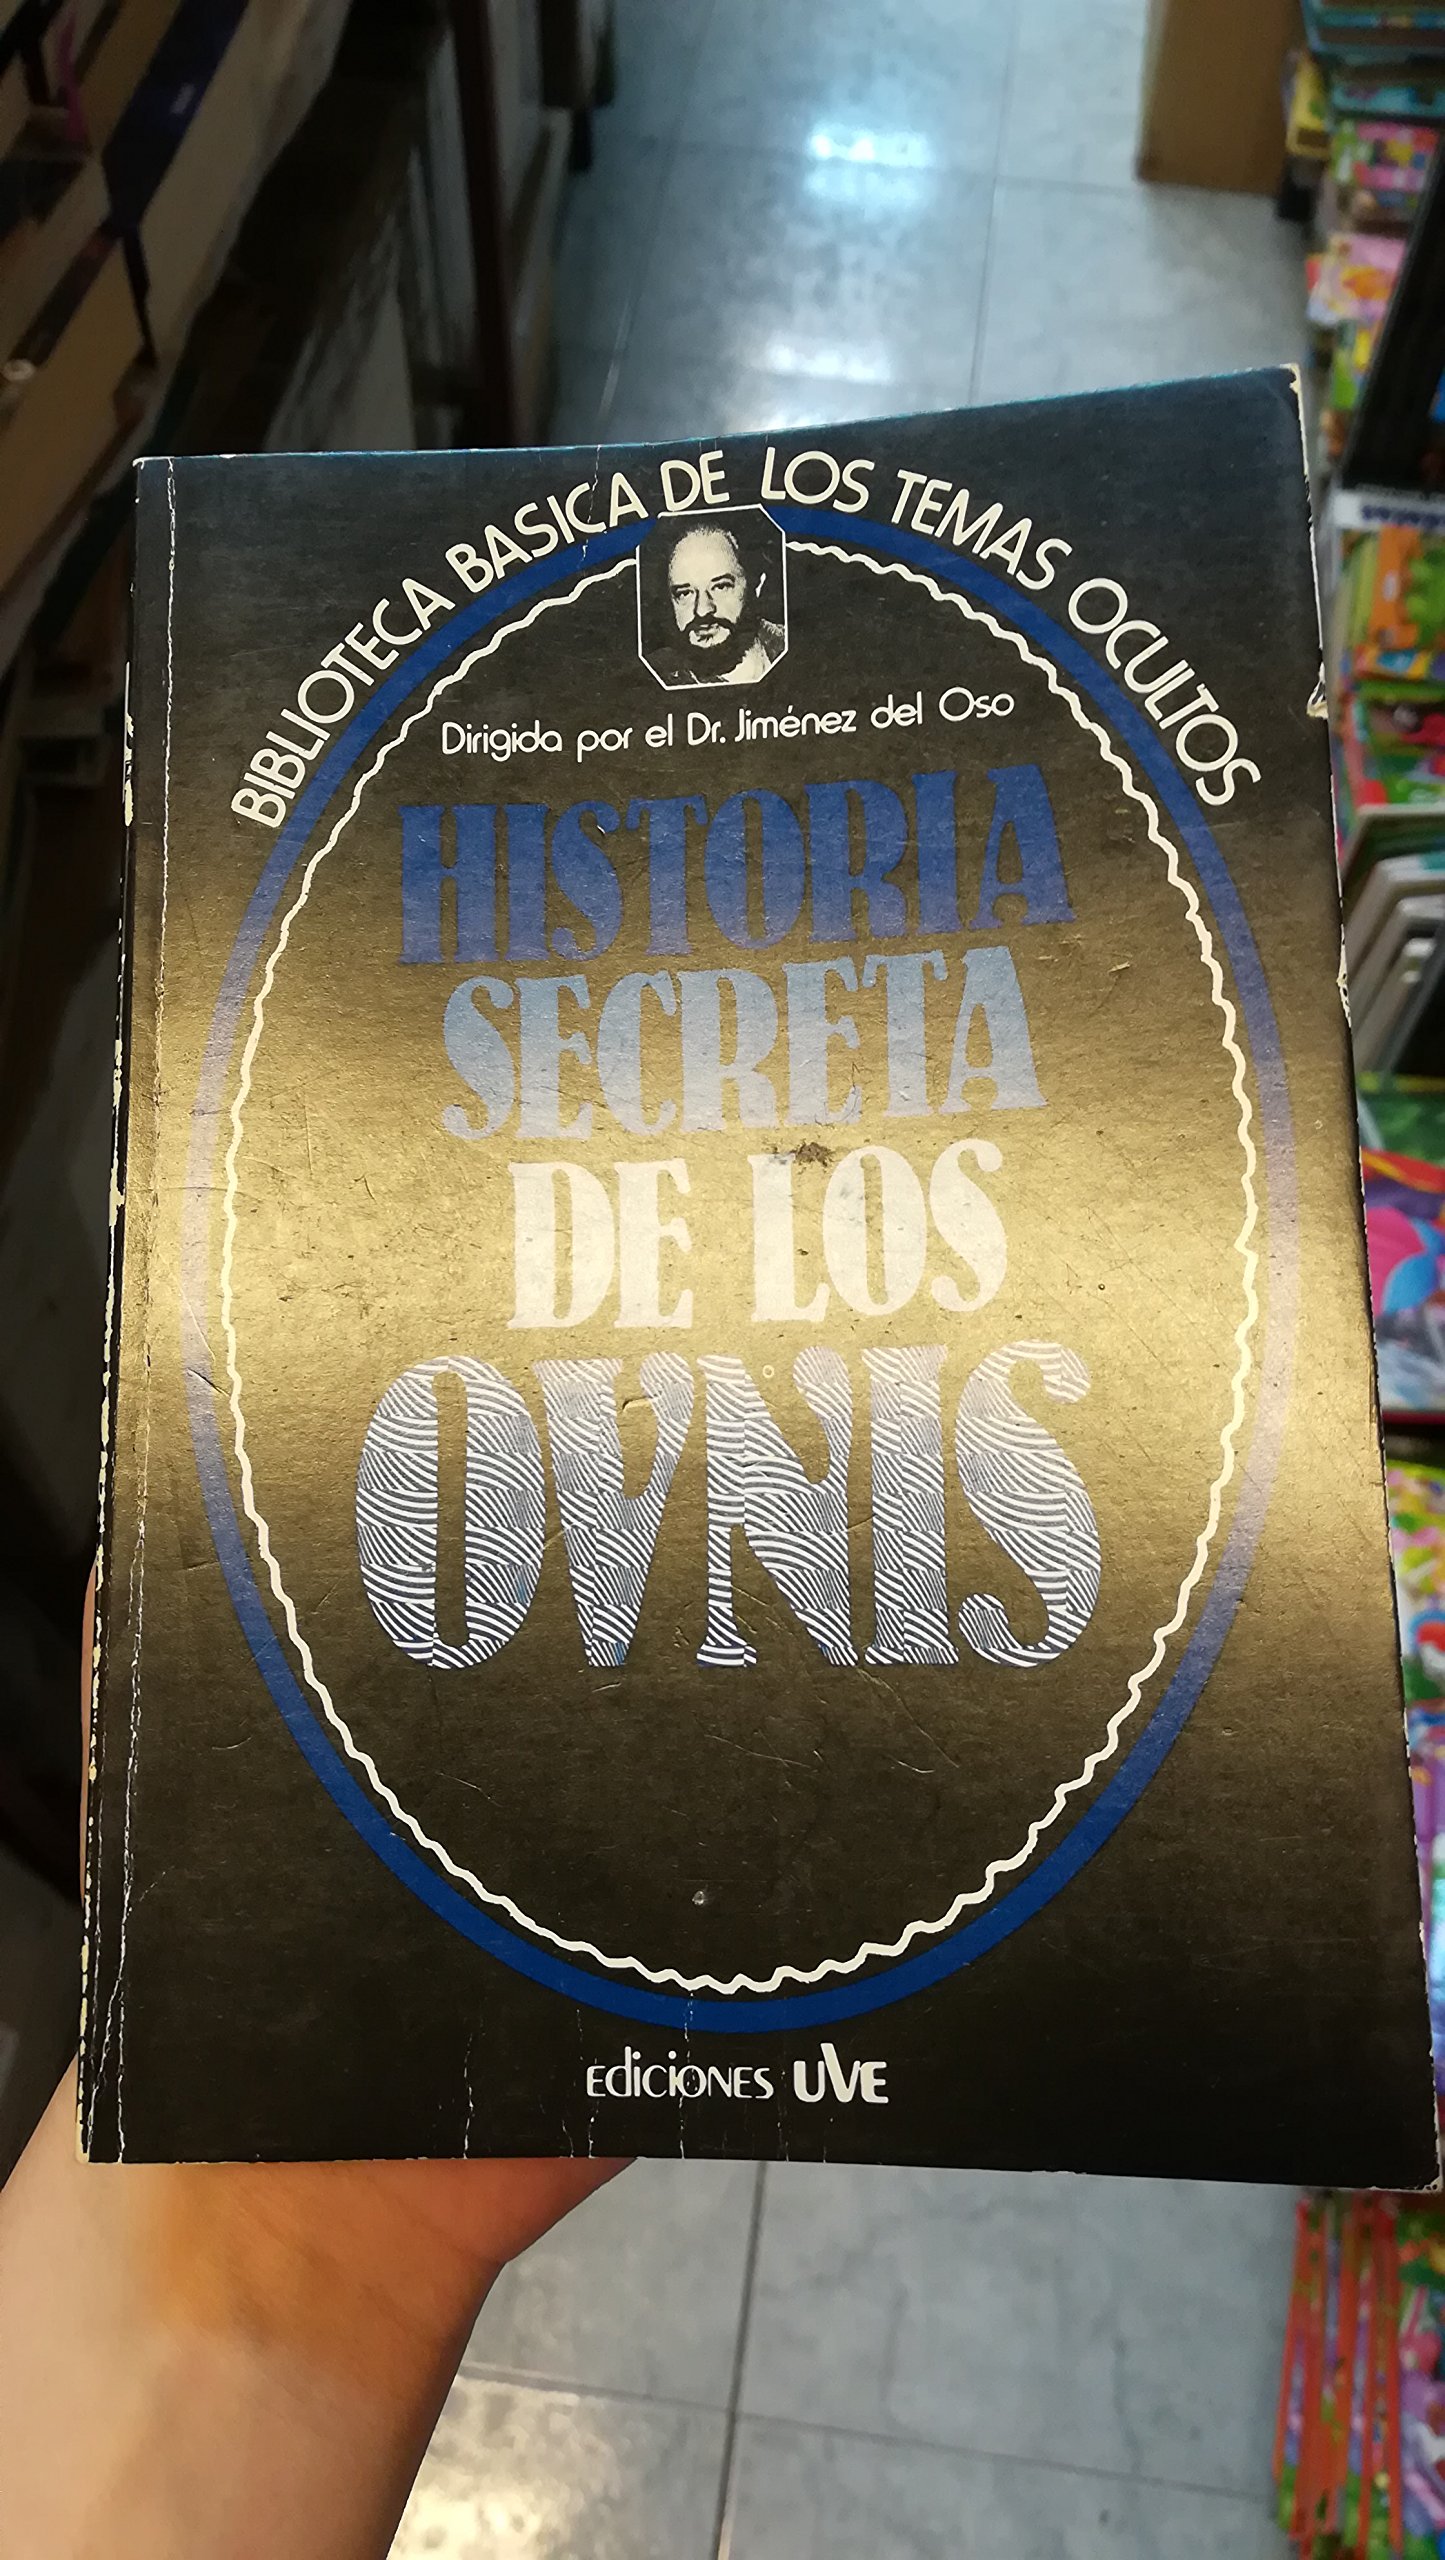 BIBLIOTECA BASICA DE LOS TEMAS OCULTOS
Dirigida por el Dr. Jiménez del Oso
HISTORIA
SECRETA
DE LOS
OVNIS
EdicioNES UVE